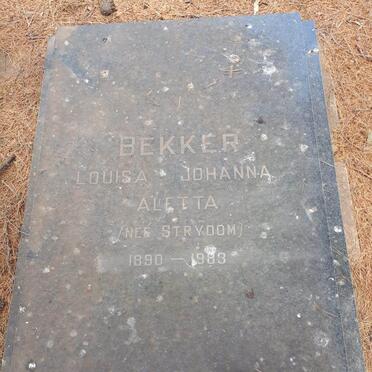 BEKKER
LOUISA JOHANNA
ALETTA
(NEE STRYDOM)
1890 — 1983